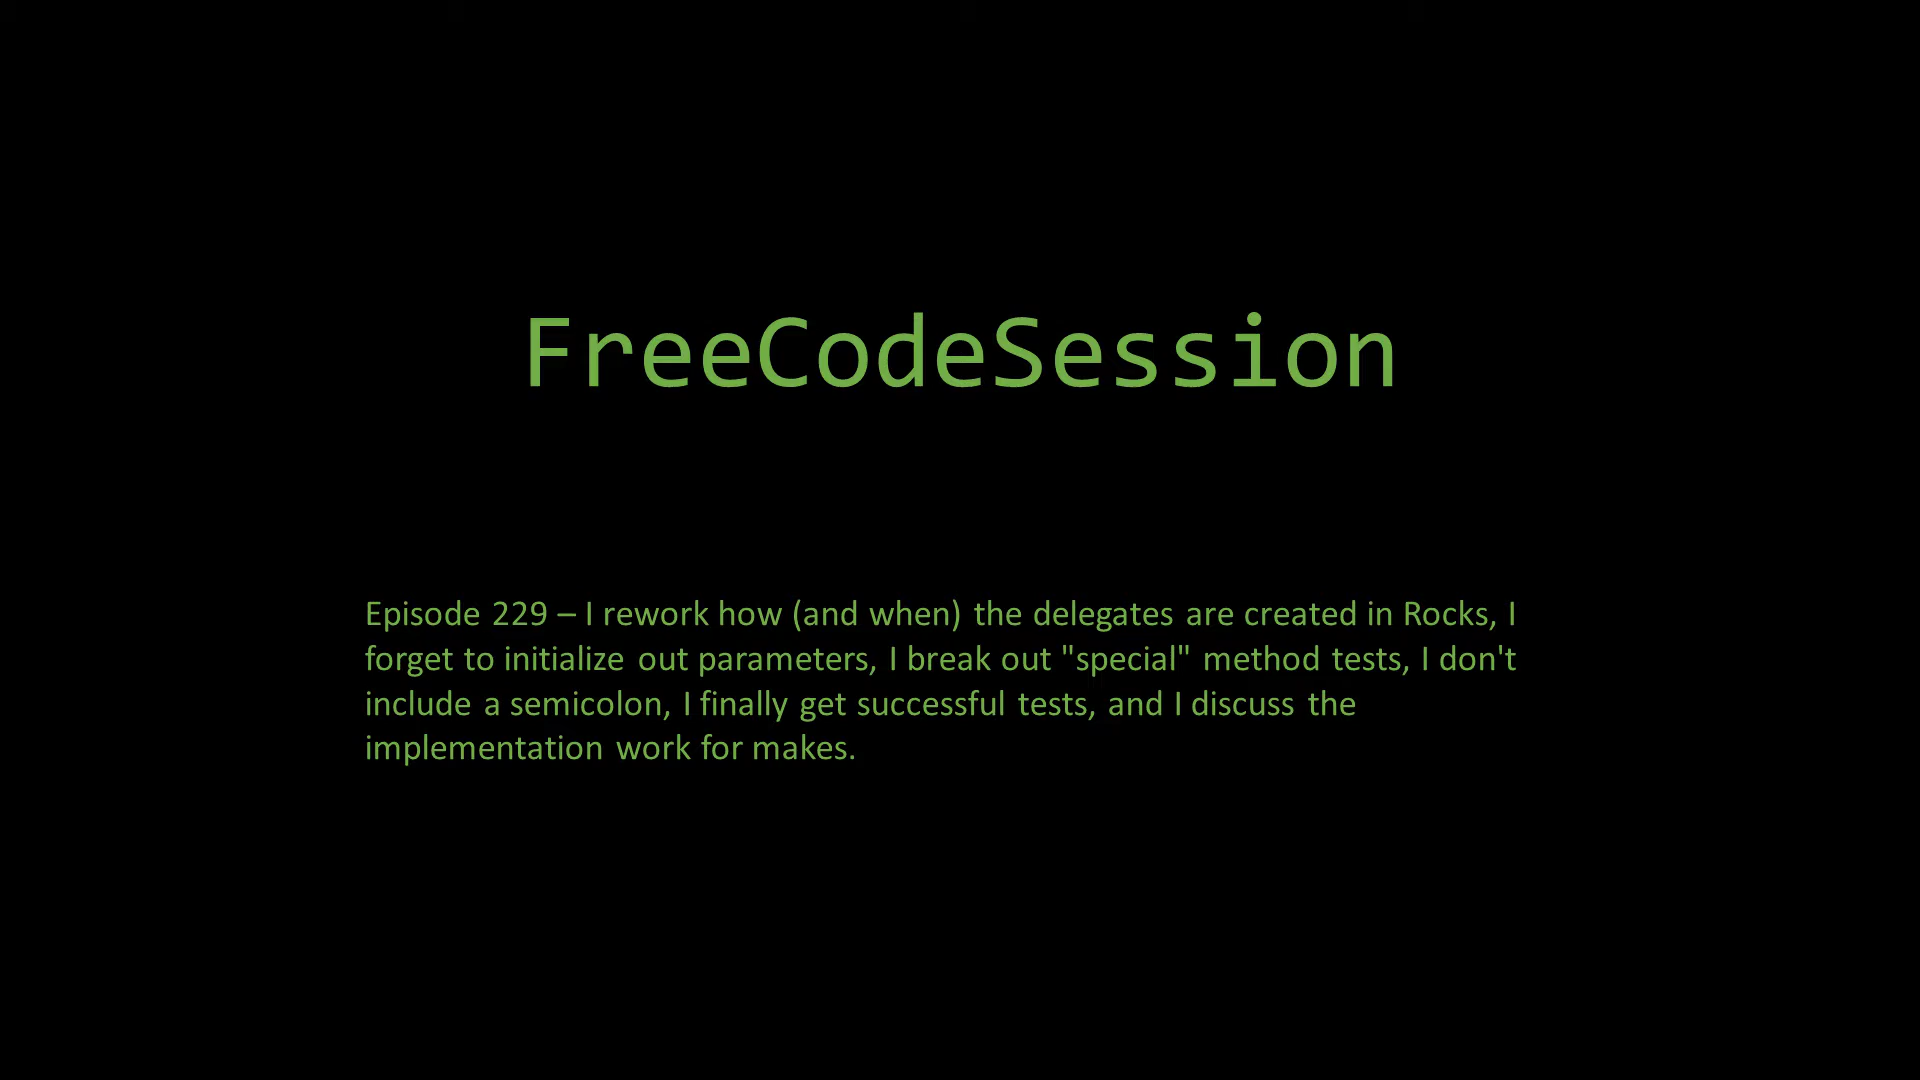 FreeCodeSession
Episode 229 – I rework how (and when) the delegates are created in Rocks, I
forget to initialize out parameters, I break out "special" method tests, I don't
include a semicolon, I finally get successful tests, and I discuss the
implementation work for makes.